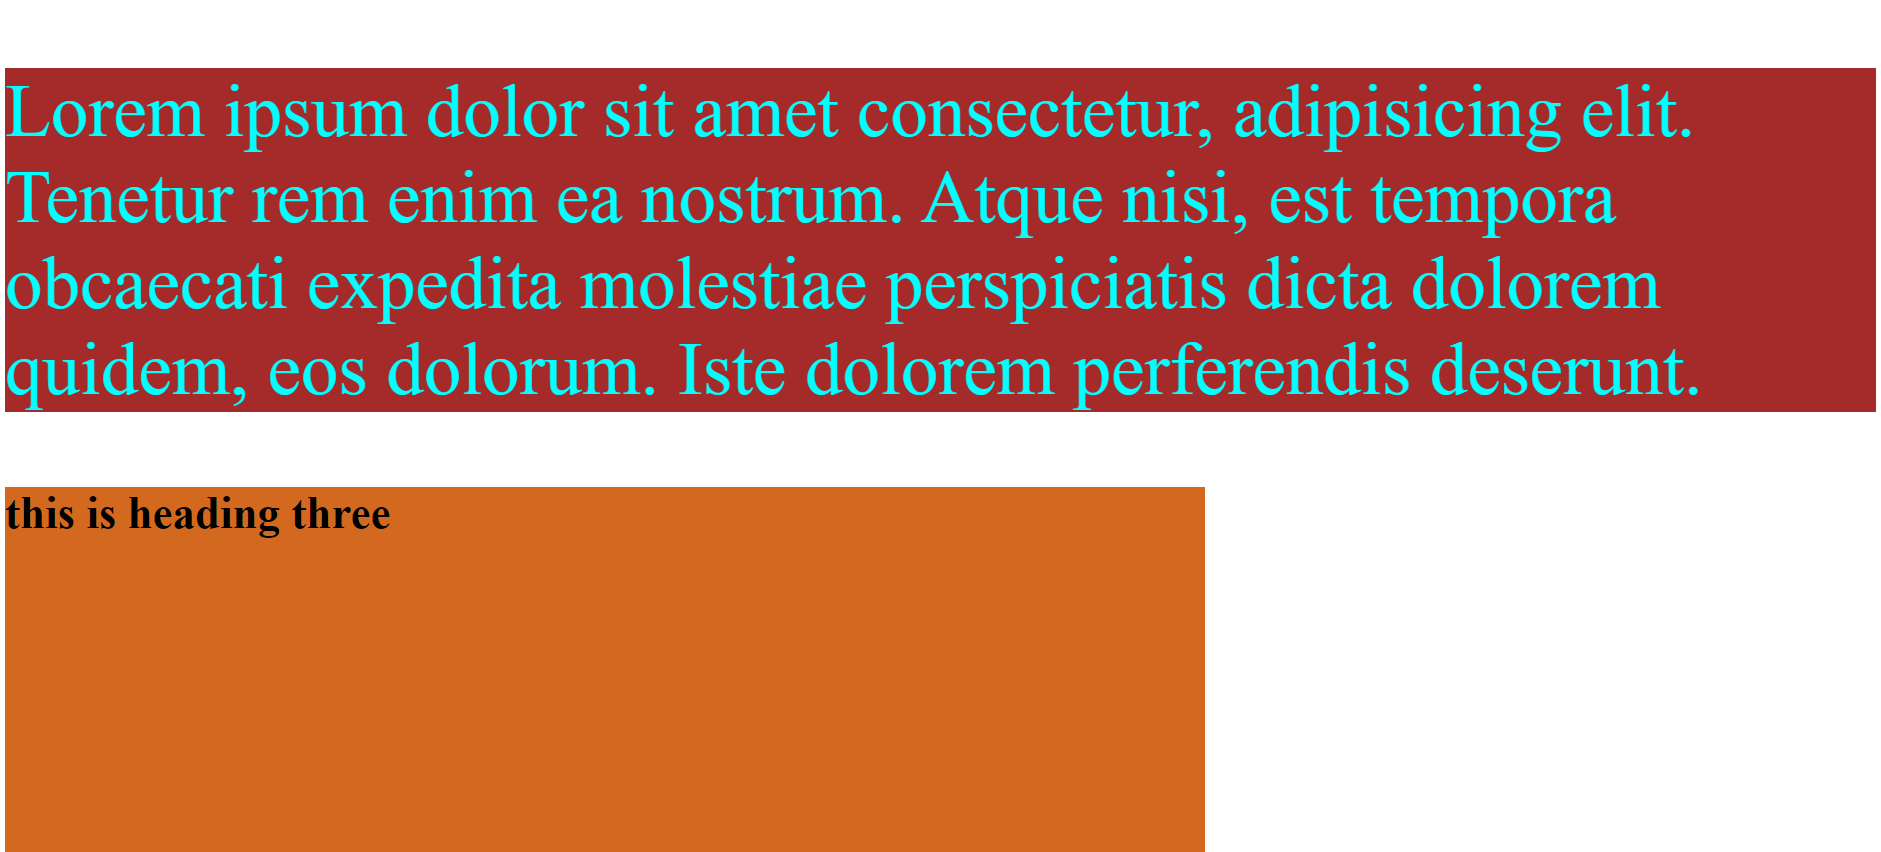 Lorem ipsum dolor sit amet consectetur, adipisicing elit.
Tenetur rem enim ea nostrum. Atque nisi, est tempora
obcaecati expedita molestiae perspiciatis dicta dolorem
quidem, eos dolorum. Iste dolorem perferendis deserunt.
this is heading three